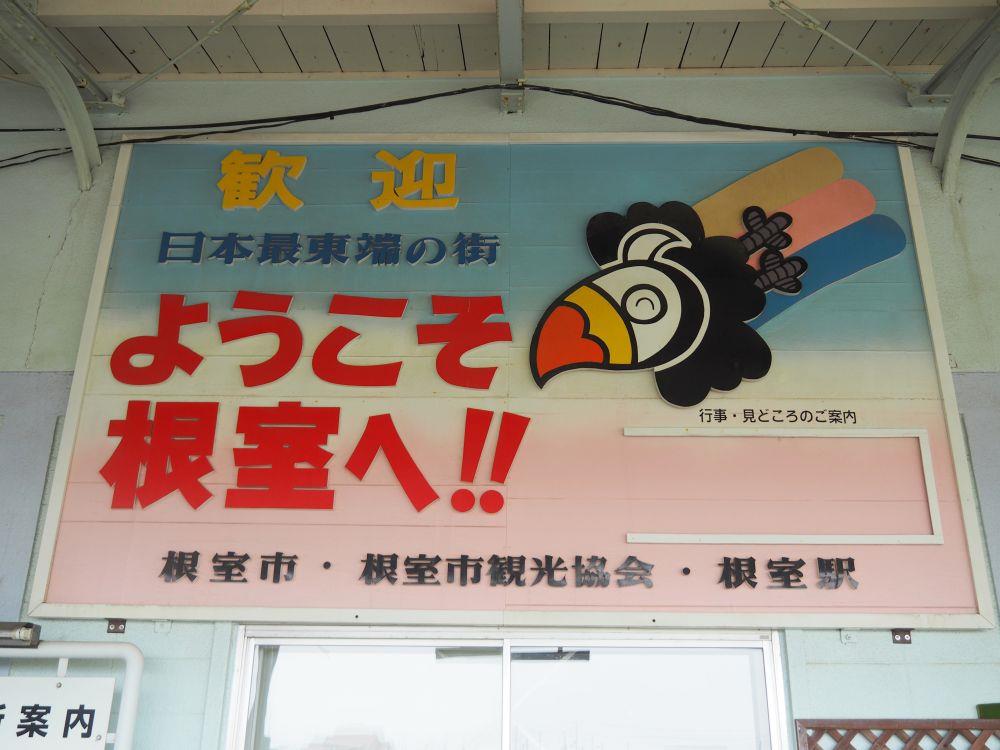 歓迎
日本最東端の街
ようこそ
根室へ!!
行事・見どころのご案内
根室市・根室市観光協会・根室駅
案内